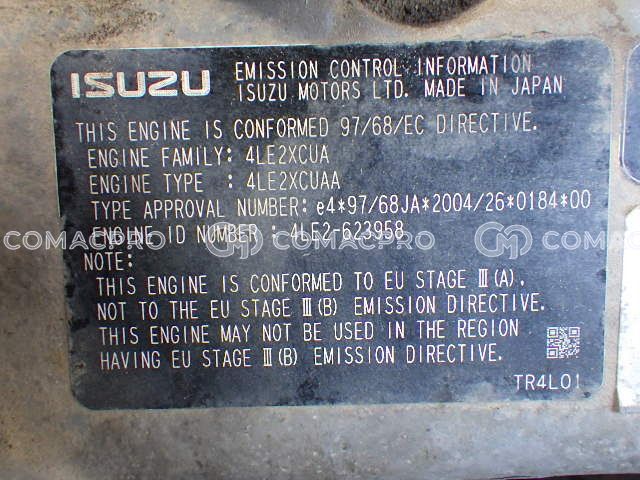 ISUZU EMISSION CONTROL INFORMATION
ISUZU MOTORS LTD. MADE IN JAPAN
THIS ENGINE IS CONFORMED 97/68/EC DIRECTIVE.
ENGINE FAMILY: 4LE2XCUA
ENGINE TYPE : 4LE2XCUAA
TYPE APPROVAL NUMBER: e4*97/68JA*2004/26*0184*00
ENGINE ID NUMBER : 4LE2-623958
COMACPRO COMACPRO COMACPRO
NOTE:
THIS ENGINE IS CONFORMED TO EU STAGE Ⅲ(A).
NOT TO THE EU STAGE Ⅲ(B) EMISSION DIRECTIVE.
THIS ENGINE MAY NOT BE USED IN THE REGION
HAVING EU STAGE Ⅲ(B) EMISSION DIRECTIVE.
TR4L01